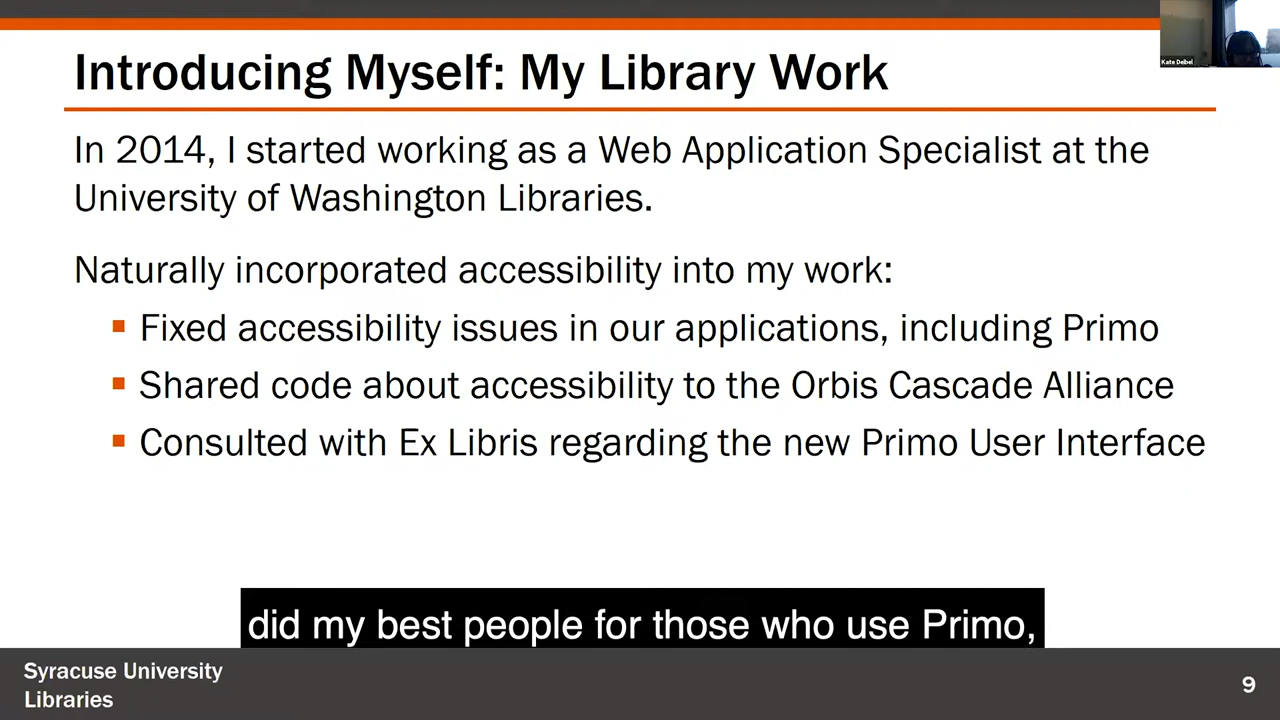 Kate Deibel
Introducing Myself: My Library Work
In 2014, I started working as a Web Application Specialist at the
University of Washington Libraries.
Naturally incorporated accessibility into my work:
Fixed accessibility issues in our applications, including Primo
Shared code about accessibility to the Orbis Cascade Alliance
Consulted with Ex Libris regarding the new Primo User Interface
did my best people for those who use Primo,
Syracuse University
Libraries
9